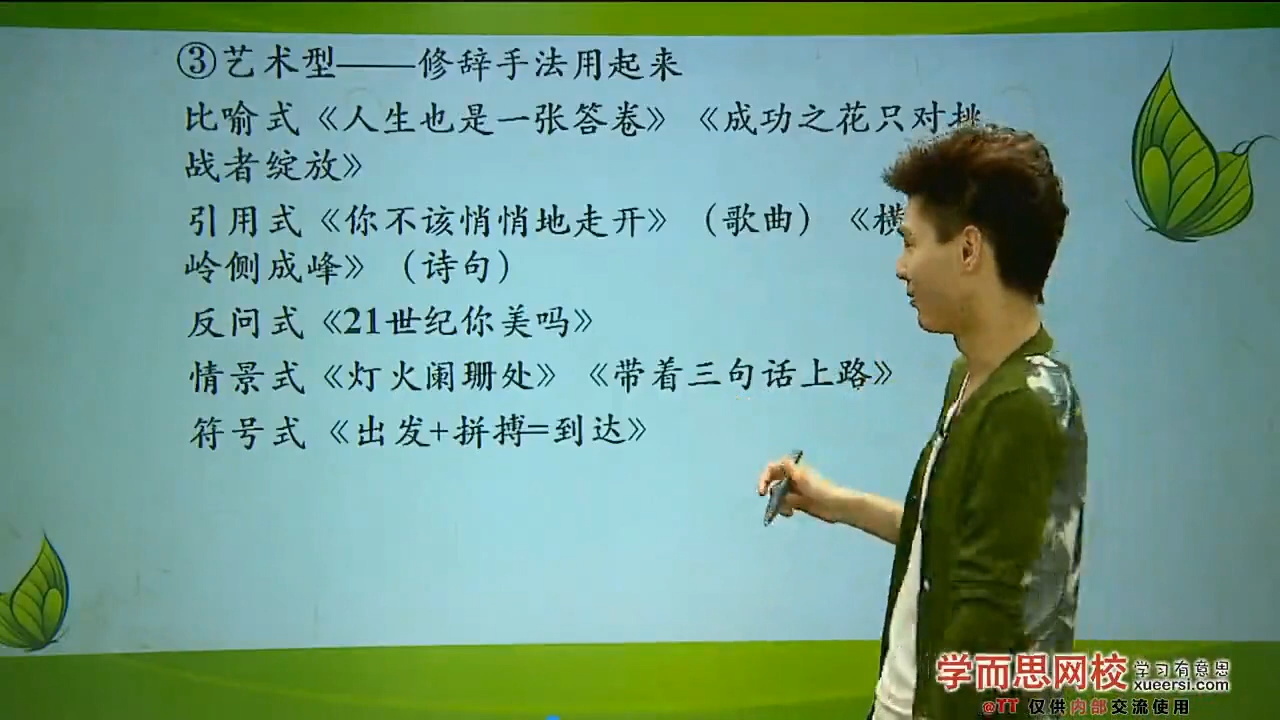 ③艺术型——修辞手法用起来
比喻式《人生也是一张答卷》《成功之花只对挑
战者绽放》
引用式《你不该悄悄地走开》（歌曲）《横
岭侧成峰》（诗句）
反问式《21世纪你美吗》
情景式《灯火阑珊处》《带着三句话上路》
符号式《出发+拼搏=到达》
学而思网校 学习有意思
xueersi.com
@TT 仅供内部交流使用